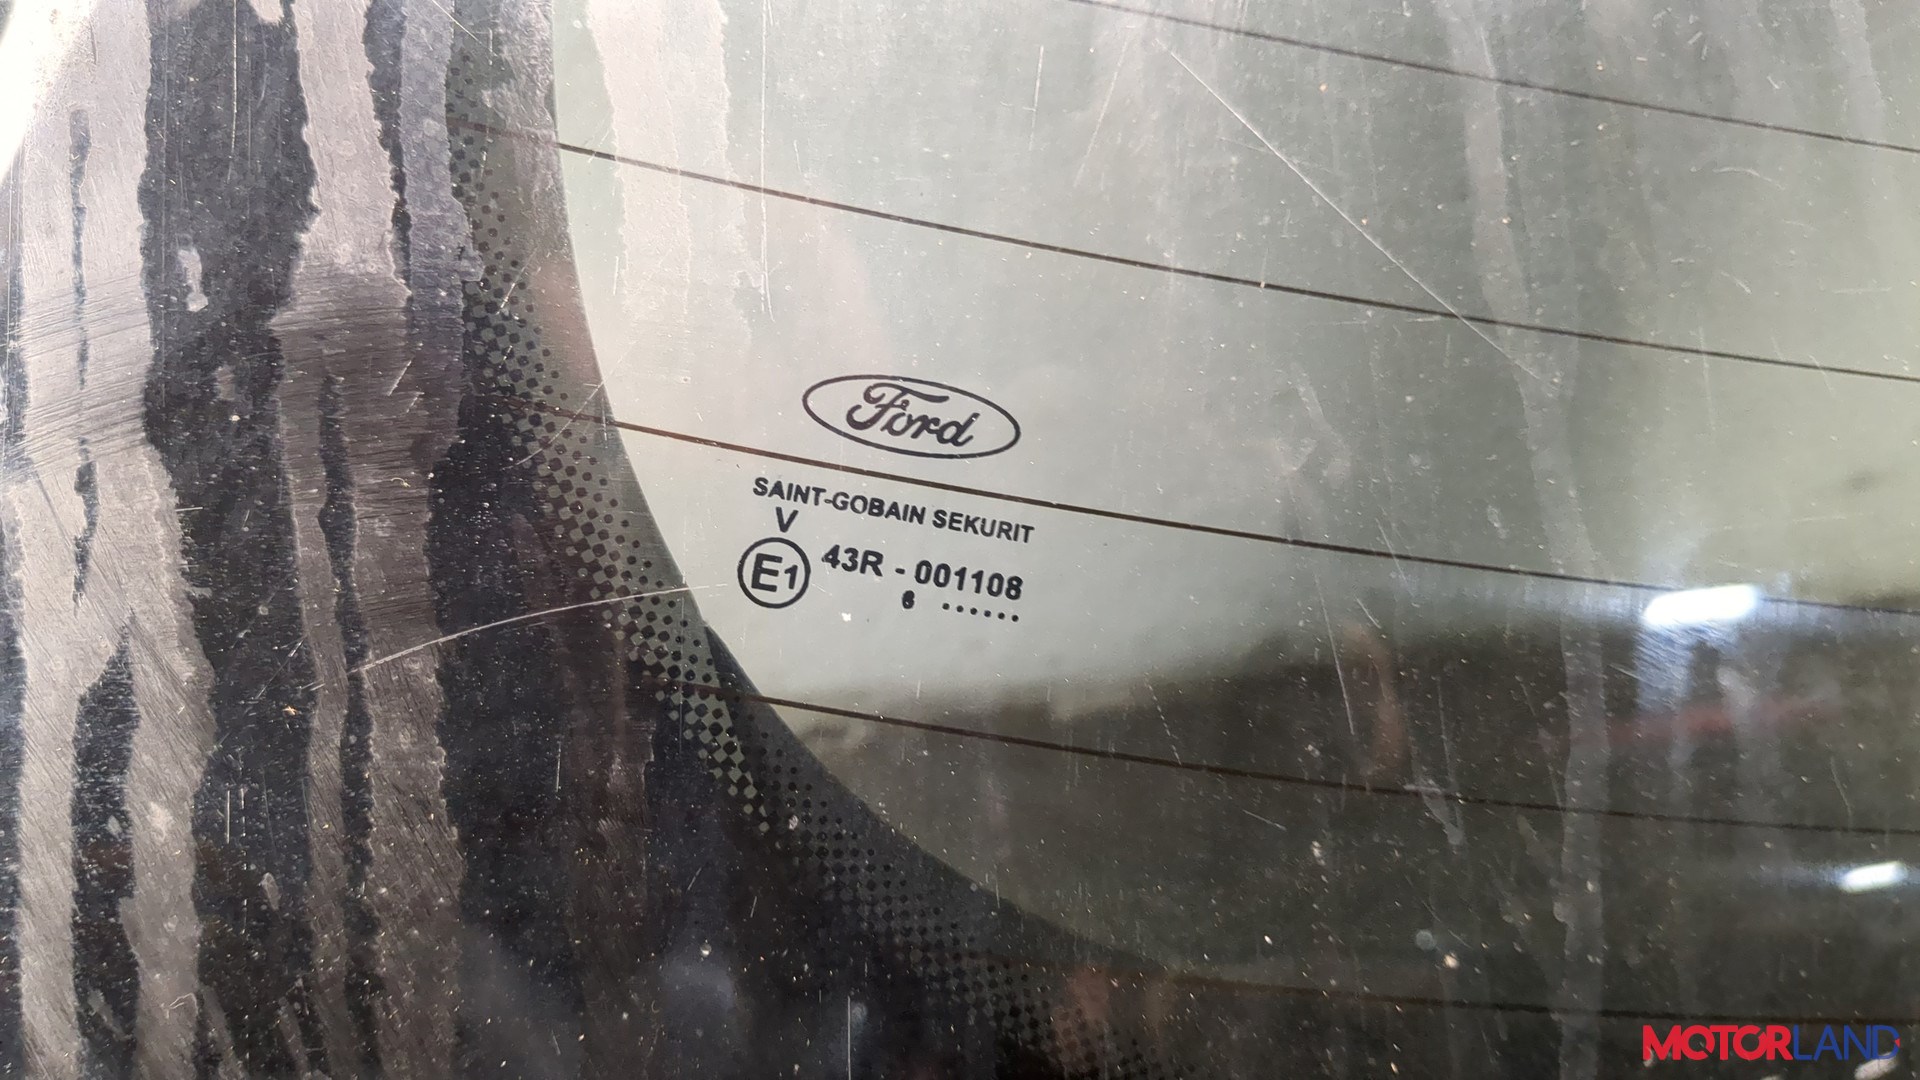 Ford
SAINT-GOBAIN SEKURIT
V
E1 43R - 001108
6 ......
MOTORLAND